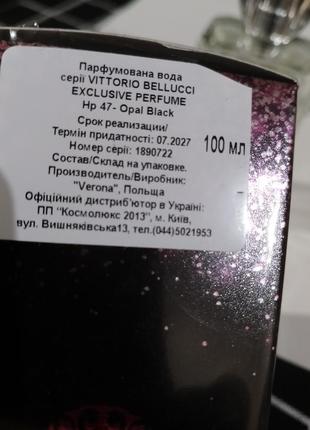 Парфумована вода
серії VITTORIO BELLUCCI
EXCLUSIVE PERFUME
Hp 47- Opal Black
Срок реализации/
Термін придатності: 07.2027
100 мл
Номер серії: 1890722
Состав/Склад на упаковке.
Производитель/Виробник:
"Verona", Польща
Офіційний дистриб'ютор в Україні:
ПП "Космолюкс 2013", м. Київ,
вул. Вишняківська13, тел.(044)5021953